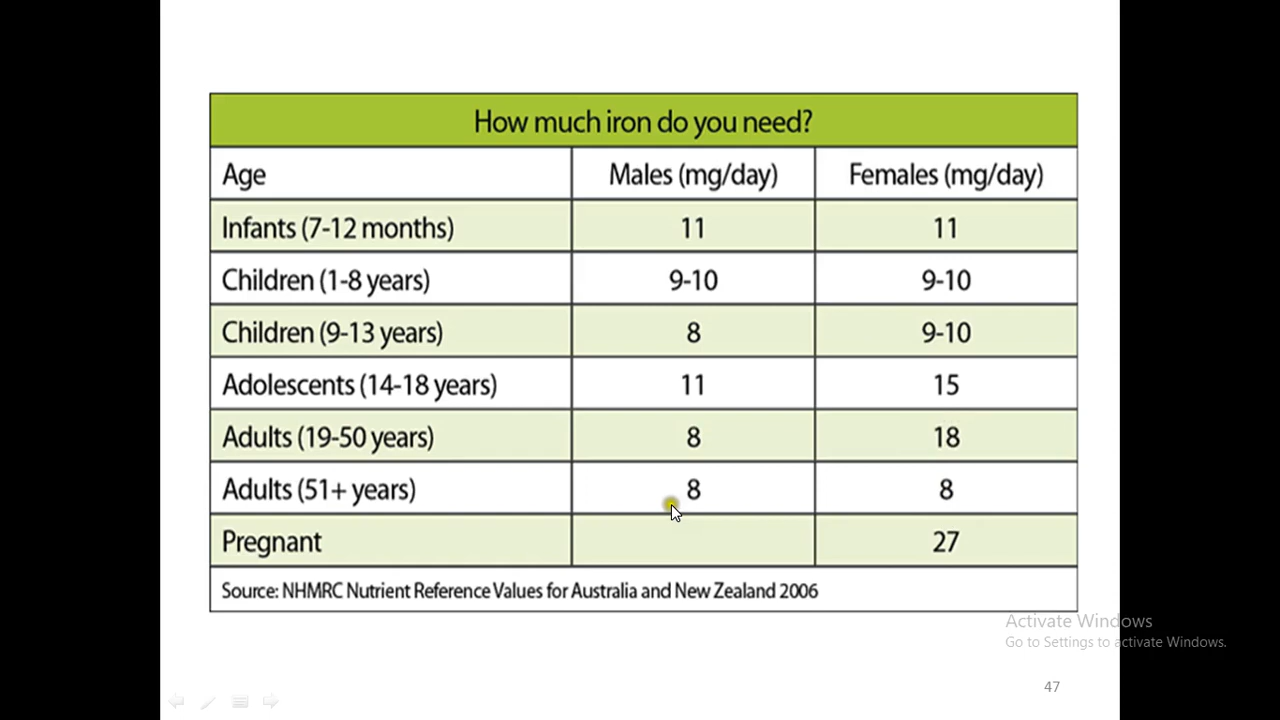 How much iron do you need?
Age Males (mg/day) Females (mg/day)
Infants (7-12 months) 11 11
Children (1-8 years) 9-10 9-10
Children (9-13 years) 8 9-10
Adolescents (14-18 years) 11 15
Adults (19-50 years) 8 18
Adults (51+ years) 8 8
Pregnant 27
Source: NHMRC Nutrient Reference Values for Australia and New Zealand 2006
Activate Windows
Go to Settings to activate Windows.
47